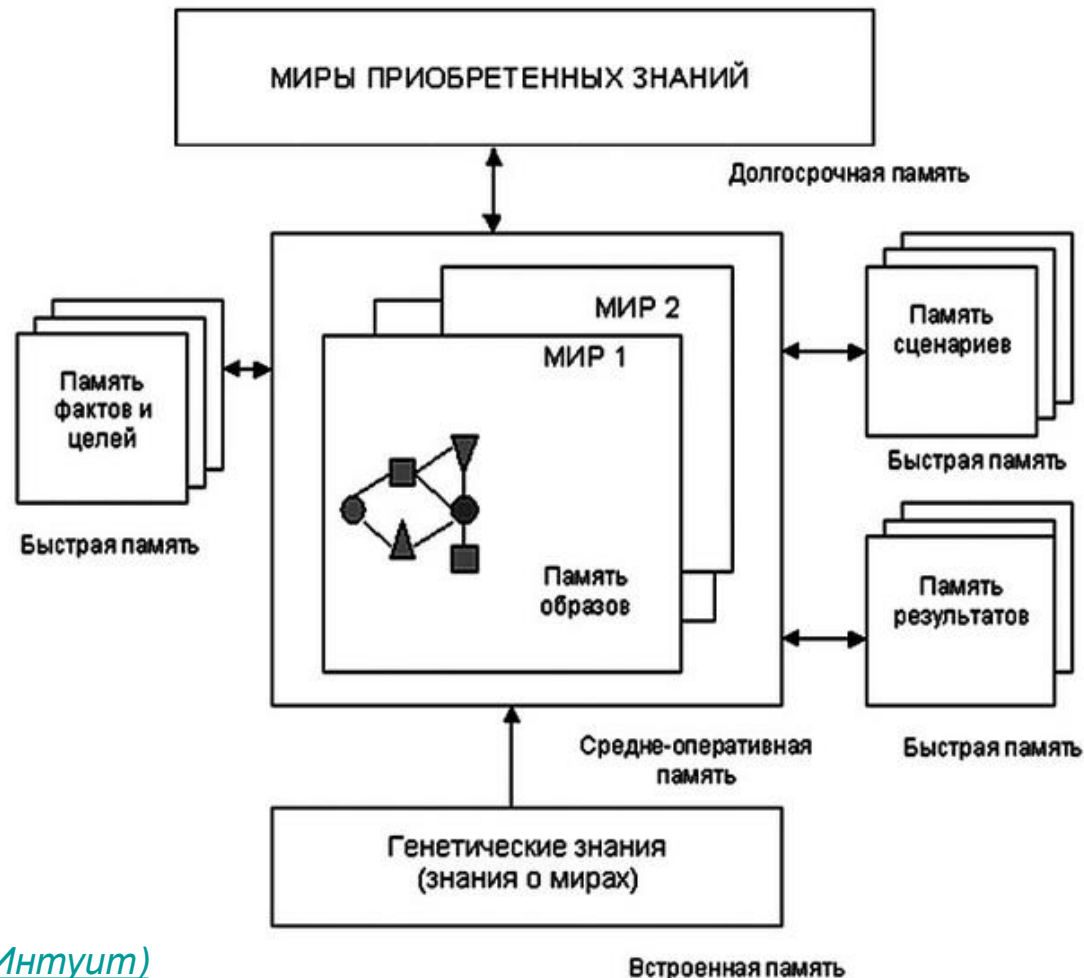 МИРЫ ПРИОБРЕТЕННЫХ ЗНАНИЙ
Долгосрочная память
МИР 2
МИР 1
Память
фактов и
целей
Быстрая память
Память
сценариев
Быстрая память
Память
образов
Память
результатов
Быстрая память
Средне-оперативная
память
Генетические знания
(знания о мирах)
Встроенная память
Интуит)